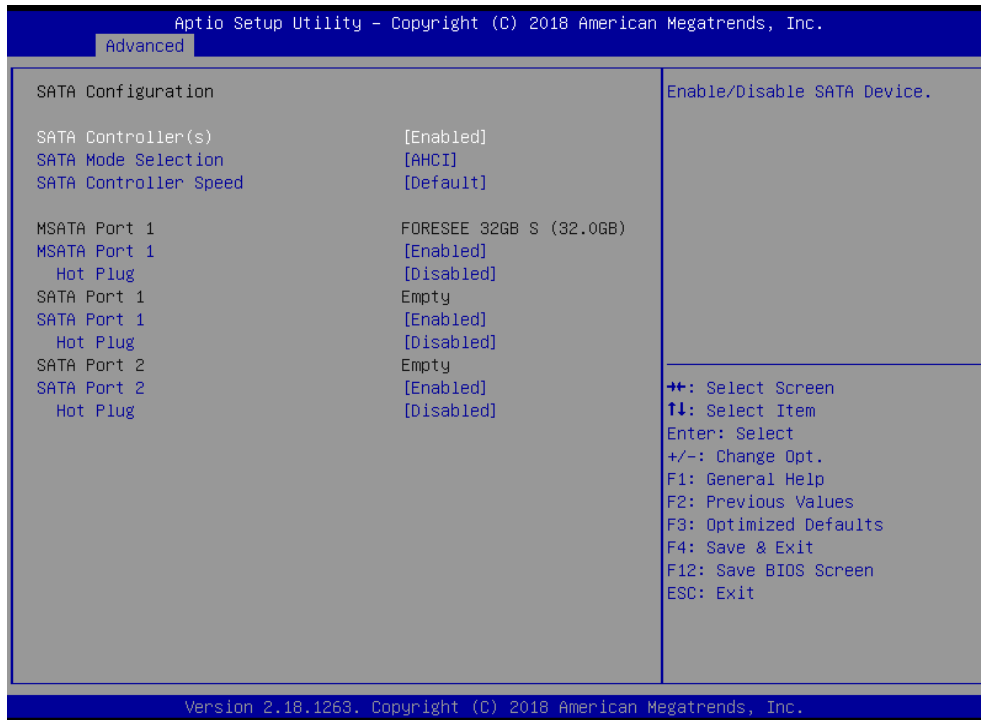 Aptio Setup Utility – Copyright (C) 2018 American Megatrends, Inc.
Advanced
SATA Configuration
SATA Controller(s) [Enabled]
SATA Mode Selection [AHCI]
SATA Controller Speed [Default]
MSATA Port 1 FORESEE 32GB S (32.0GB)
MSATA Port 1 [Enabled]
Hot Plug [Disabled]
SATA Port 1 Empty
SATA Port 1 [Enabled]
Hot Plug [Disabled]
SATA Port 2 Empty
SATA Port 2 [Enabled]
Hot Plug [Disabled]
Enable/Disable SATA Device.
→←: Select Screen
↑↓: Select Item
Enter: Select
+/-: Change Opt.
F1: General Help
F2: Previous Values
F3: Optimized Defaults
F4: Save & Exit
F12: Save BIOS Screen
ESC: Exit
Version 2.18.1263. Copyright (C) 2018 American Megatrends, Inc.